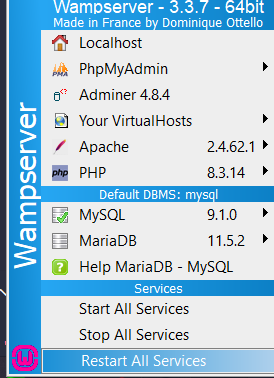 Wampserver - 3.3.7 - 64bit
Made in France by Dominique Ottello
Wampserver
Localhost
PhpMyAdmin
Adminer 4.8.4
Your VirtualHosts
Apache 2.4.62.1
PHP 8.3.14
Default DBMS: mysql
MySQL 9.1.0
MariaDB 11.5.2
Help MariaDB - MySQL
Services
Start All Services
Stop All Services
Restart All Services